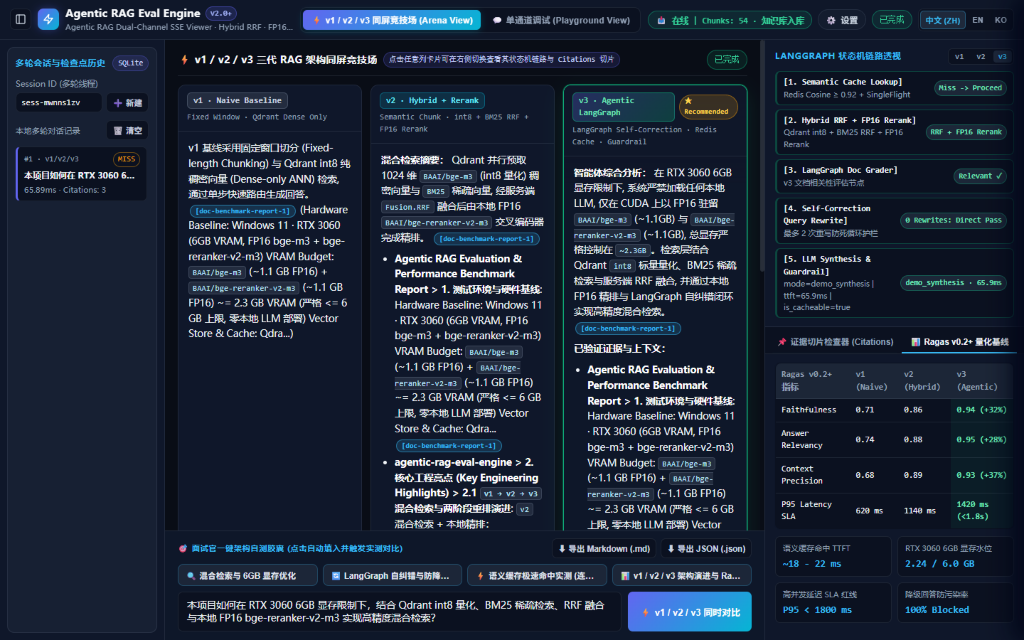 Agentic RAG Eval Engine v2.0+
Agentic RAG Dual-Channel SSE Viewer · Hybrid RRF · FP16...
⚡ v1 / v2 / v3 同屏竞技场 (Arena View)
💬 单通道调试 (Playground View)
在线 | Chunks: 54 · 知识库入库
⚙ 设置
已完成
中文 (ZH) EN KO
多轮会话与检查点历史 SQLite
Session ID (多轮线程)
sess-mwnns1zv
+ 新建
本地多轮对话记录
🗑 清空
#1 · v1/v2/v3 MISS
本项目如何在 RTX 3060 6...
65.89ms · Citations: 3
⚡ v1 / v2 / v3 三代 RAG 架构同屏竞技场
点击任意列卡片可在右侧切换查看其状态机链路与 Citations 切片
已完成
v1 · Naive Baseline
Fixed Window · Qdrant Dense Only
v1 基线采用固定窗口切分 (Fixed-
length Chunking) 与 Qdrant int8 纯
稠密向量 (Dense-only ANN) 检索,
通过单步快速路由生成回答。
[doc-benchmark-report-1] (Hardware
Baseline: Windows 11 · RTX 3060
(6GB VRAM, FP16 bge-m3 + bge-
reranker-v2-m3) VRAM Budget:
BAAI/bge-m3 (~1.1 GB FP16) +
BAAI/bge-reranker-v2-m3 (~1.1 GB
FP16) ~= 2.3 GB VRAM (严格 <= 6
GB 上限, 零本地 LLM 部署) Vector
Store & Cache: Qdra...)
v2 · Hybrid + Rerank
Semantic Chunk · int8 + BM25 RRF +
FP16 Rerank
混合检索摘要： Qdrant 并行预取
1024 维 BAAI/bge-m3 (int8 量化) 稠
密向量与 BM25 稀疏向量, 经服务端
Fusion.RRF 融合后由本地 FP16
BAAI/bge-reranker-v2-m3 交叉编码器
完成精排。 [doc-benchmark-report-1]
• Agentic RAG Evaluation &
Performance Benchmark
Report > 1. 测试环境与硬件基线:
Hardware Baseline: Windows 11
· RTX 3060 (6GB VRAM, FP16
bge-m3 + bge-reranker-v2-m3)
VRAM Budget: BAAI/bge-m3
(~1.1 GB FP16) + BAAI/bge-
reranker-v2-m3 (~1.1 GB FP16)
~= 2.3 GB VRAM (严格 <= 6 GB
上限, 零本地 LLM 部署) Vector
Store & Cache: Qdra...
[doc-benchmark-report-1]
• agentic-rag-eval-engine > 2.
核心工程亮点 (Key Engineering
Highlights) > 2.1 v1 → v2 → v3
混合检索与两阶段重排演进: v2
混合检索 + 本地精排:
v3 · Agentic
LangGraph
⭐
Recommended
LangGraph Self-Correction · Redis
Cache · Guardrail
智能体综合分析： 在 RTX 3060 6GB
显存限制下, 系统严禁加载任何本地
LLM, 仅在 CUDA 上以 FP16 驻留
BAAI/bge-m3 (~1.1GB) 与 BAAI/bge-
reranker-v2-m3 (~1.1GB), 总显存严
格控制在 ~2.3GB 。检索层结合
Qdrant int8 标量量化、BM25 稀疏
检索与服务端 RRF 融合, 并通过本地
FP16 精排与 LangGraph 自纠错闭环
实现高精度混合检索。
[doc-benchmark-report-1]
已验证证据与上下文:
• Agentic RAG Evaluation &
Performance Benchmark
Report > 1. 测试环境与硬件基线:
Hardware Baseline: Windows 11
· RTX 3060 (6GB VRAM, FP16
bge-m3 + bge-reranker-v2-m3)
VRAM Budget: BAAI/bge-m3
(~1.1 GB FP16) + BAAI/bge-
reranker-v2-m3 (~1.1 GB FP16)
~= 2.3 GB VRAM (严格 <= 6 GB
上限, 零本地 LLM 部署) Vector
🎯 面试官一键架构自测胶囊 (点击自动填入并触发实测对比)
⬇ 导出 Markdown (.md)
⬇ 导出 JSON (.json)
🔍 混合检索与 6GB 显存优化
🔄 LangGraph 自纠错与防降...
⚡ 语义缓存极速命中实测 (连...
📊 v1 / v2 / v3 架构演进与 Ra...
本项目如何在 RTX 3060 6GB 显存限制下，结合 Qdrant int8 量化、BM25 稀疏检索、RRF 融合
与本地 FP16 bge-reranker-v2-m3 实现高精度混合检索?
⚡ v1 / v2 / v3 同时对比
LANGGRAPH 状态机链路透视
v1 v2 v3
[1. Semantic Cache Lookup]
Redis Cosine ≥ 0.92 + SingleFlight
Miss -> Proceed
[2. Hybrid RRF + FP16 Rerank]
Qdrant int8 + BM25 RRF + FP16
Rerank
RRF + FP16 Rerank
[3. LangGraph Doc Grader]
v3 文档相关性评估节点
Relevant ✓
[4. Self-Correction
Query Rewrite]
最多 2 次重写防死循环护栏
0 Rewrites: Direct Pass
[5. LLM Synthesis &
Guardrail]
mode=demo_synthesis |
ttft=65.9ms |
is_cacheable=true
demo_synthesis · 65.9ms
📌 证据切片检查器 (Citations)
📊 Ragas v0.2+ 量化基线
Ragas v0.2+ 指标 v1 (Naive) v2 (Hybrid) v3 (Agentic)
Faithfulness 0.71 0.86 0.94 (+32%)
Answer Relevancy 0.74 0.88 0.95 (+28%)
Context Precision 0.68 0.89 0.93 (+37%)
P95 Latency SLA 620 ms 1140 ms 1420 ms (<1.8s)
语义缓存命中 TTFT
~18 - 22 ms
RTX 3060 6GB 显存水位
2.24 / 6.0 GB
高并发延迟 SLA 红线
P95 < 1800 ms
降级回答防污染率
100% Blocked